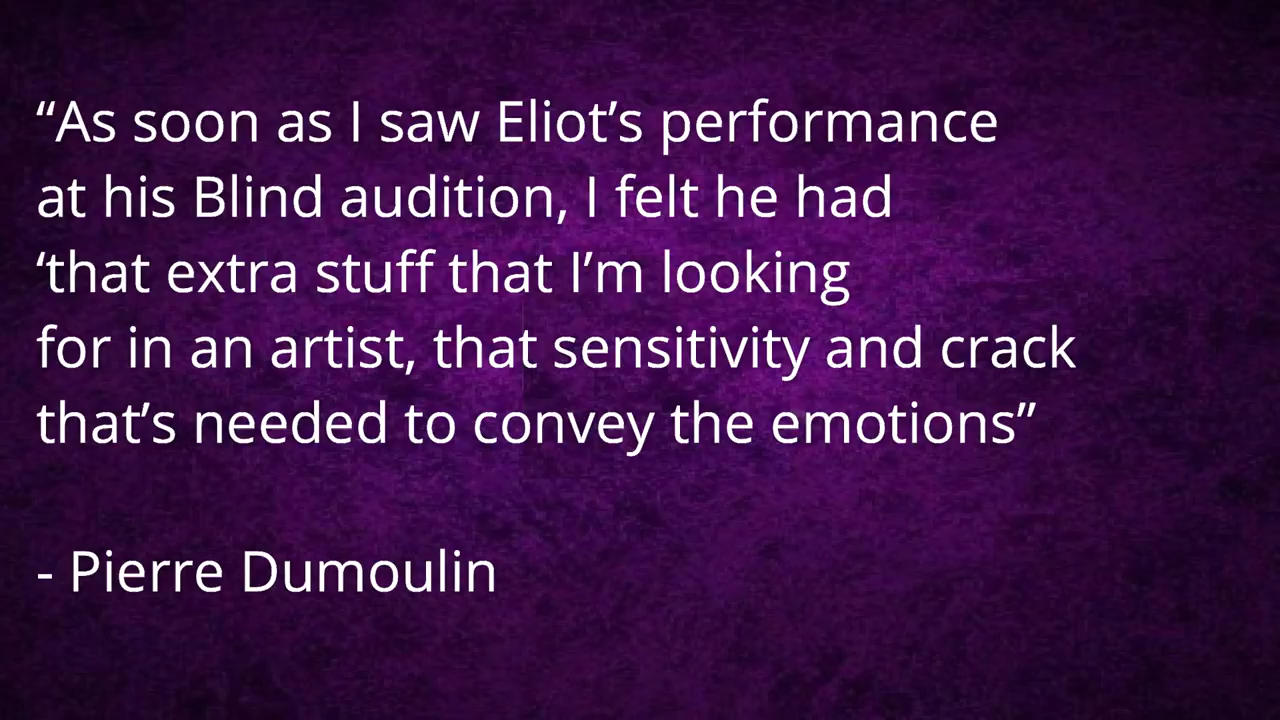 “As soon as I saw Eliot’s performance
at his Blind audition, I felt he had
‘that extra stuff that I’m looking
for in an artist, that sensitivity and crack
that’s needed to convey the emotions”
- Pierre Dumoulin